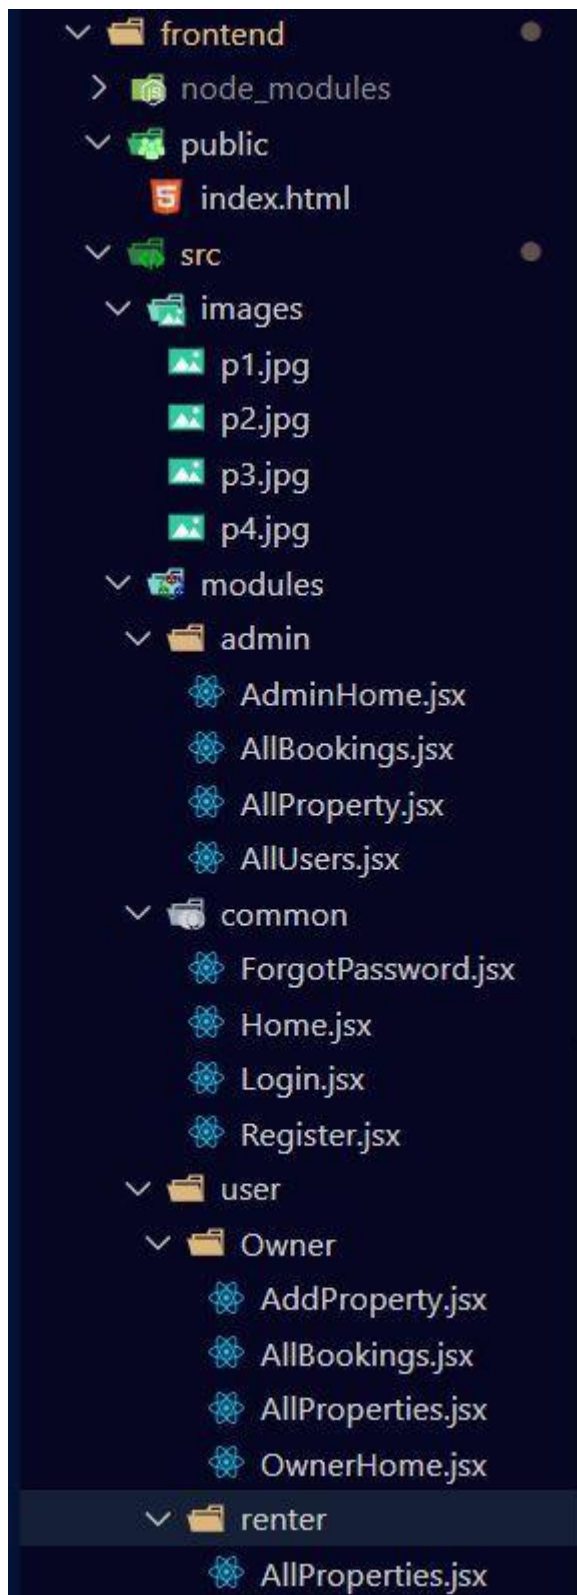 frontend
node_modules
public
index.html
src
images
p1.jpg
p2.jpg
p3.jpg
p4.jpg
modules
admin
AdminHome.jsx
AllBookings.jsx
AllProperty.jsx
AllUsers.jsx
common
ForgotPassword.jsx
Home.jsx
Login.jsx
Register.jsx
user
Owner
AddProperty.jsx
AllBookings.jsx
AllProperties.jsx
OwnerHome.jsx
renter
AllProperties.jsx